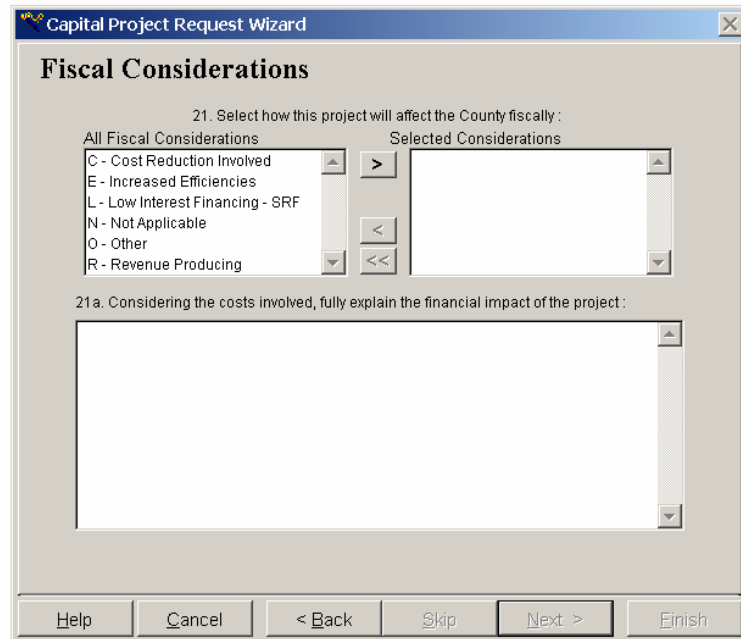 Capital Project Request Wizard
Fiscal Considerations
21. Select how this project will affect the County fiscally :
All Fiscal Considerations
Selected Considerations
C - Cost Reduction Involved
E - Increased Efficiencies
L - Low Interest Financing - SRF
N - Not Applicable
O - Other
R - Revenue Producing
>
<
<<
21a. Considering the costs involved, fully explain the financial impact of the project :
Help
Cancel
< Back
Skip
Next >
Finish